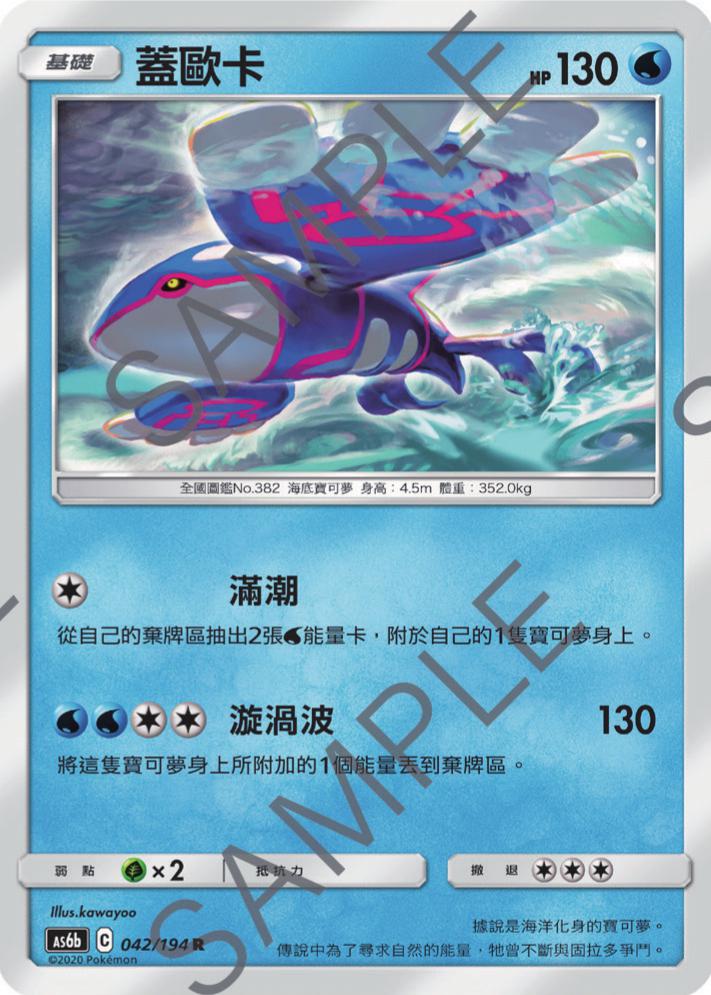 基礎 蓋歐卡 HP 130
全國圖鑑No.382 海底寶可夢 身高：4.5m 體重：352.0kg
滿潮
從自己的棄牌區抽出2張能量卡，附於自己的1隻寶可夢身上。
漩渦波 130
將這隻寶可夢身上所附加的1個能量丟到棄牌區。
弱點 ×2 抵抗力 撤退
Illus.kawayoo
AS6b C 042/194 R
©2020 Pokémon
據說是海洋化身的寶可夢。
傳說中為了尋求自然的能量，牠曾不斷與固拉多爭鬥。
SAMPLE
SAMPLE